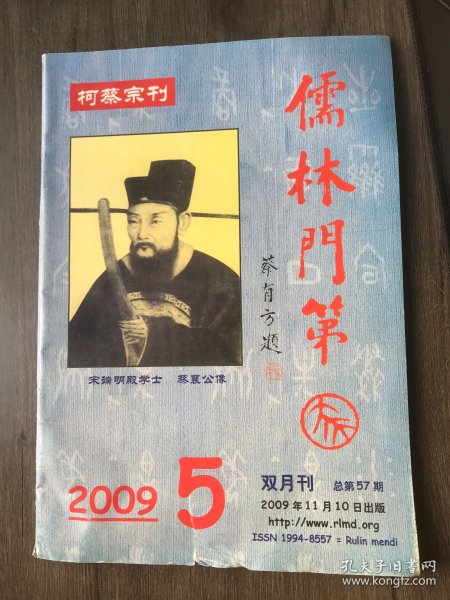 柯蔡宗刊
儒林門第
蔡育方題
宋端明殿学士 蔡襄公像
2009 5
双月刊 总第57期
2009年11月10日出版
http://www.rlmd.org
ISSN 1994-8557 = Rulin mendi
孔夫子旧书网
www.kongfz.com